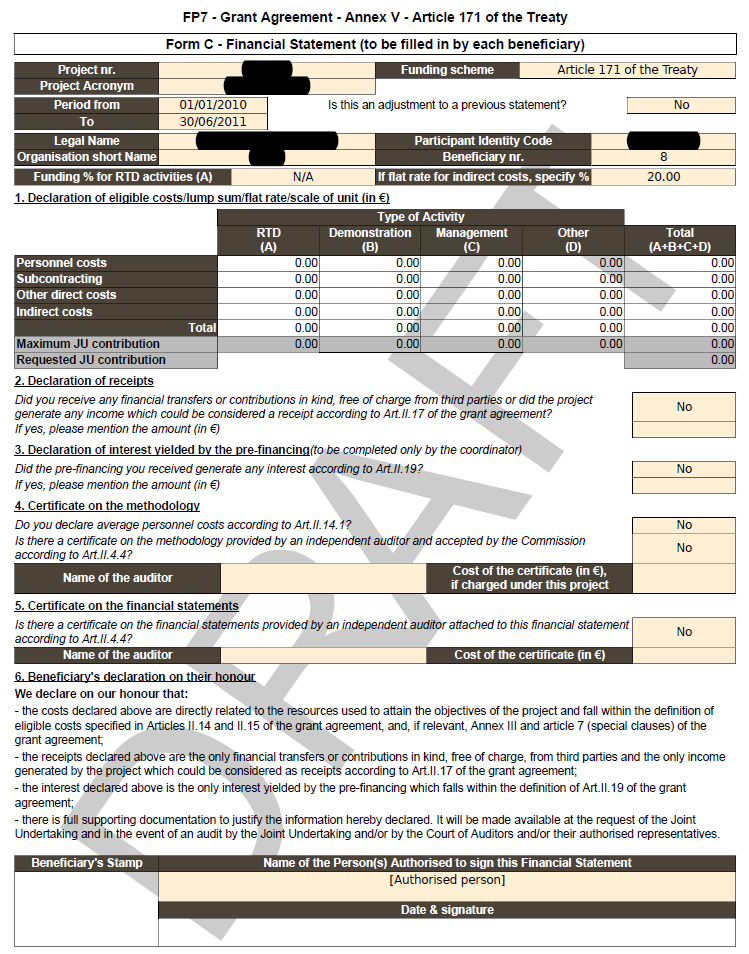 FP7 - Grant Agreement - Annex V - Article 171 of the Treaty
Form C - Financial Statement (to be filled in by each beneficiary)
Project nr. Funding scheme Article 171 of the Treaty
Project Acronym
Period from 01/01/2010 Is this an adjustment to a previous statement? No
To 30/06/2011
Legal Name Participant Identity Code
Organisation short Name Beneficiary nr. 8
Funding % for RTD activities (A) N/A If flat rate for indirect costs, specify % 20.00
1. Declaration of eligible costs/lump sum/flat rate/scale of unit (in €)
Type of Activity
RTD Demonstration Management Other Total
(A) (B) (C) (D) (A+B+C+D)
Personnel costs 0.00 0.00 0.00 0.00 0.00
Subcontracting 0.00 0.00 0.00 0.00 0.00
Other direct costs 0.00 0.00 0.00 0.00 0.00
Indirect costs 0.00 0.00 0.00 0.00 0.00
Total 0.00 0.00 0.00 0.00 0.00
Maximum JU contribution 0.00 0.00 0.00 0.00 0.00
Requested JU contribution 0.00
2. Declaration of receipts
Did you receive any financial transfers or contributions in kind, free of charge from third parties or did the project
generate any income which could be considered a receipt according to Art.II.17 of the grant agreement? No
If yes, please mention the amount (in €)
3. Declaration of interest yielded by the pre-financing(to be completed only by the coordinator)
Did the pre-financing you received generate any interest according to Art.II.19? No
If yes, please mention the amount (in €)
4. Certificate on the methodology
Do you declare average personnel costs according to Art.II.14.1? No
Is there a certificate on the methodology provided by an independent auditor and accepted by the Commission
according to Art.II.4.4? No
Name of the auditor Cost of the certificate (in €),
if charged under this project
5. Certificate on the financial statements
Is there a certificate on the financial statements provided by an independent auditor attached to this financial statement
according to Art.II.4.4? No
Name of the auditor Cost of the certificate (in €)
6. Beneficiary's declaration on their honour
We declare on our honour that:
- the costs declared above are directly related to the resources used to attain the objectives of the project and fall within the definition of
eligible costs specified in Articles II.14 and II.15 of the grant agreement, and, if relevant, Annex III and article 7 (special clauses) of the
grant agreement;
- the receipts declared above are the only financial transfers or contributions in kind, free of charge, from third parties and the only income
generated by the project which could be considered as receipts according to Art.II.17 of the grant agreement;
- the interest declared above is the only interest yielded by the pre-financing which falls within the definition of Art.II.19 of the grant
agreement;
- there is full supporting documentation to justify the information hereby declared. It will be made available at the request of the Joint
Undertaking and in the event of an audit by the Joint Undertaking and/or by the Court of Auditors and/or their authorised representatives.
Beneficiary's Stamp Name of the Person(s) Authorised to sign this Financial Statement
[Authorised person]
Date & signature
DRAFT